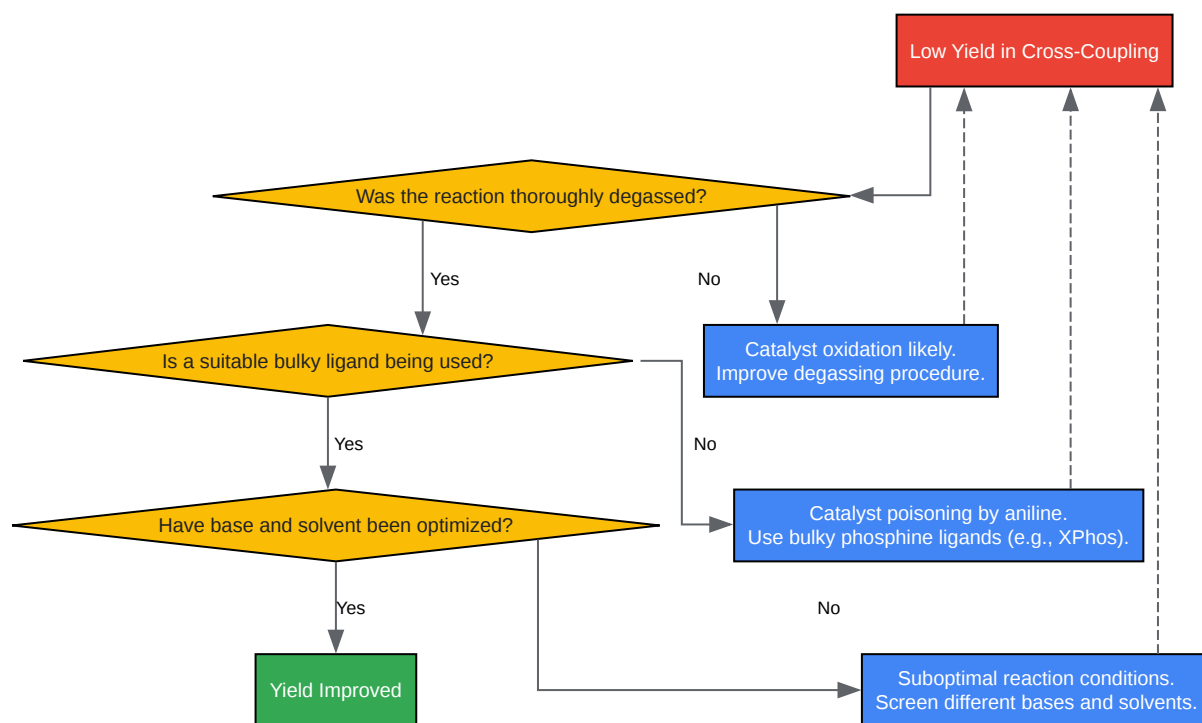 Low Yield in Cross-Coupling
Was the reaction thoroughly degassed?
Yes
No
Is a suitable bulky ligand being used?
Catalyst oxidation likely.
Improve degassing procedure.
Yes
No
Have base and solvent been optimized?
Catalyst poisoning by aniline.
Use bulky phosphine ligands (e.g., XPhos).
Yes
No
Yield Improved
Suboptimal reaction conditions.
Screen different bases and solvents.